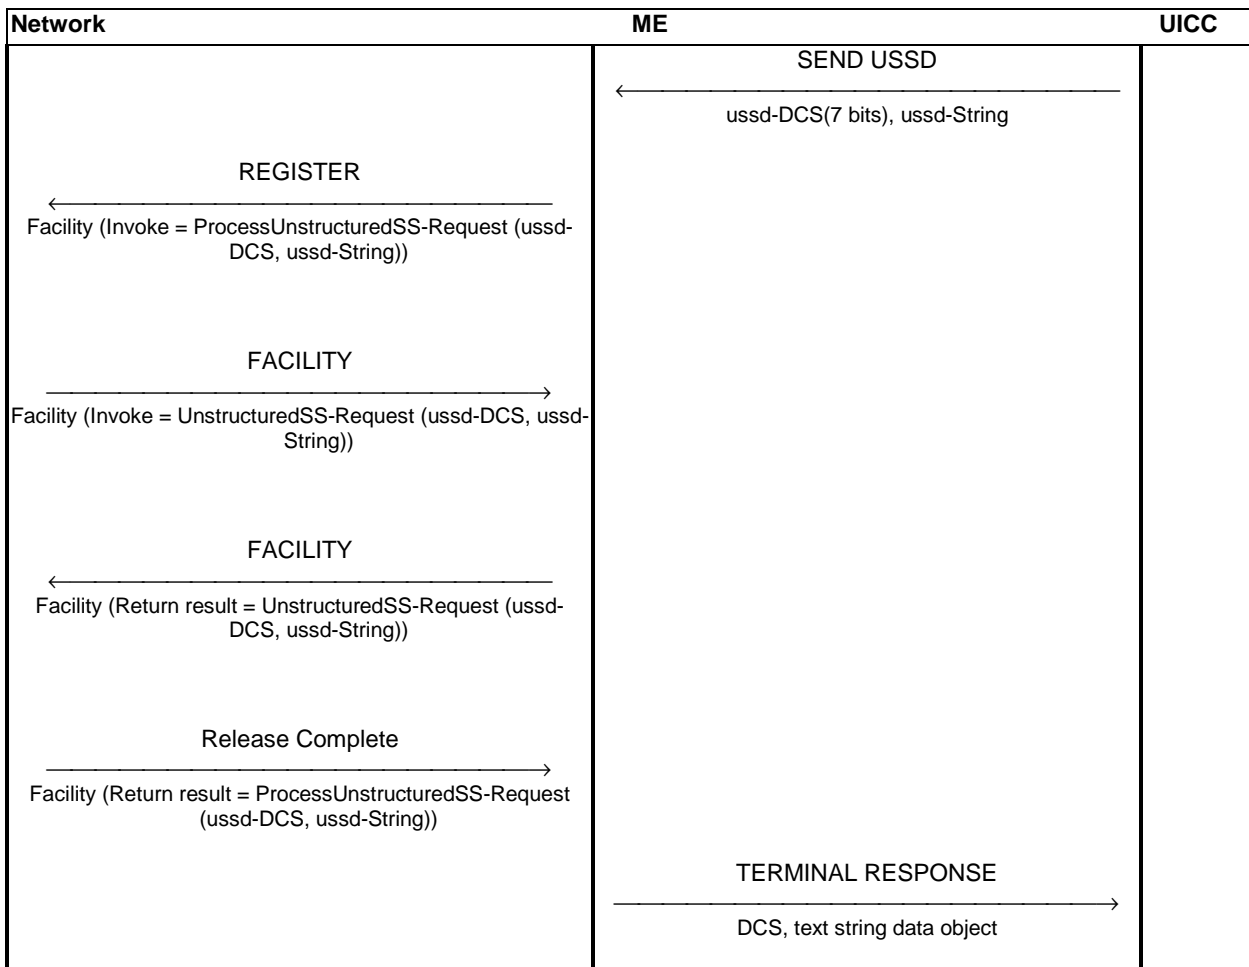 Network ME UICC
SEND USSD
ussd-DCS(7 bits), ussd-String
REGISTER
Facility (Invoke = ProcessUnstructuredSS-Request (ussd-
DCS, ussd-String))
FACILITY
Facility (Invoke = UnstructuredSS-Request (ussd-DCS, ussd-
String))
FACILITY
Facility (Return result = UnstructuredSS-Request (ussd-
DCS, ussd-String))
Release Complete
Facility (Return result = ProcessUnstructuredSS-Request
(ussd-DCS, ussd-String))
TERMINAL RESPONSE
DCS, text string data object